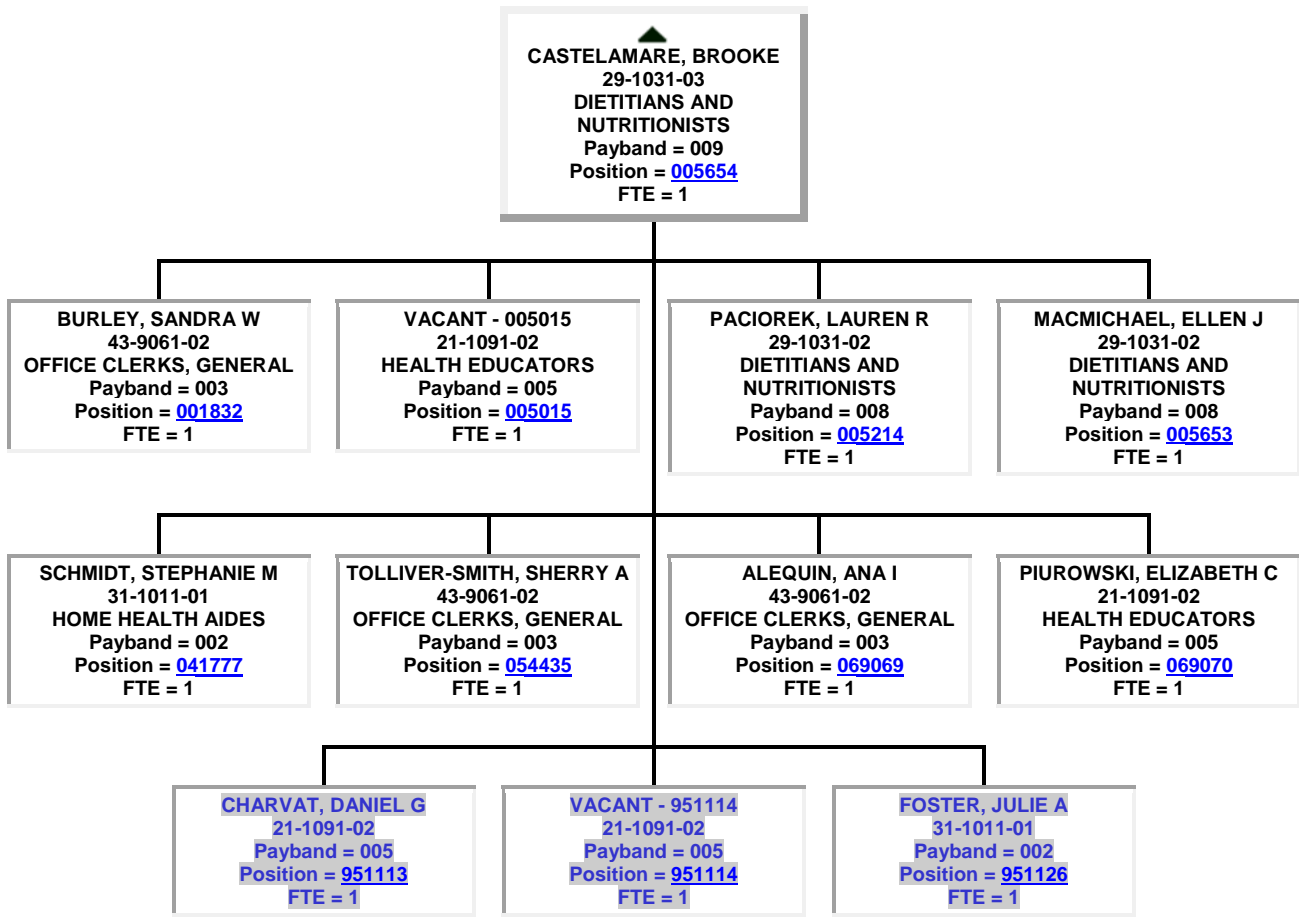 CASTELAMARE, BROOKE
29-1031-03
DIETITIANS AND
NUTRITIONISTS
Payband = 009
Position = 005654
FTE = 1
BURLEY, SANDRA W
43-9061-02
OFFICE CLERKS, GENERAL
Payband = 003
Position = 001832
FTE = 1
VACANT - 005015
21-1091-02
HEALTH EDUCATORS
Payband = 005
Position = 005015
FTE = 1
PACIOREK, LAUREN R
29-1031-02
DIETITIANS AND
NUTRITIONISTS
Payband = 008
Position = 005214
FTE = 1
MACMICHAEL, ELLEN J
29-1031-02
DIETITIANS AND
NUTRITIONISTS
Payband = 008
Position = 005653
FTE = 1
SCHMIDT, STEPHANIE M
31-1011-01
HOME HEALTH AIDES
Payband = 002
Position = 041777
FTE = 1
TOLLIVER-SMITH, SHERRY A
43-9061-02
OFFICE CLERKS, GENERAL
Payband = 003
Position = 054435
FTE = 1
ALEQUIN, ANA I
43-9061-02
OFFICE CLERKS, GENERAL
Payband = 003
Position = 069069
FTE = 1
PIUROWSKI, ELIZABETH C
21-1091-02
HEALTH EDUCATORS
Payband = 005
Position = 069070
FTE = 1
CHARVAT, DANIEL G
21-1091-02
Payband = 005
Position = 951113
FTE = 1
VACANT - 951114
21-1091-02
Payband = 005
Position = 951114
FTE = 1
FOSTER, JULIE A
31-1011-01
Payband = 002
Position = 951126
FTE = 1